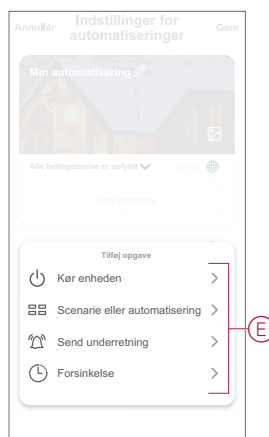 Annullér
Indstillinger for
automatiseringer
Gem
Min automatisering
Alle betingelserne er opfyldt
Tilføj opgave
Kør enheden
Scenarie eller automatisering
Send underretning
Forsinkelse
E